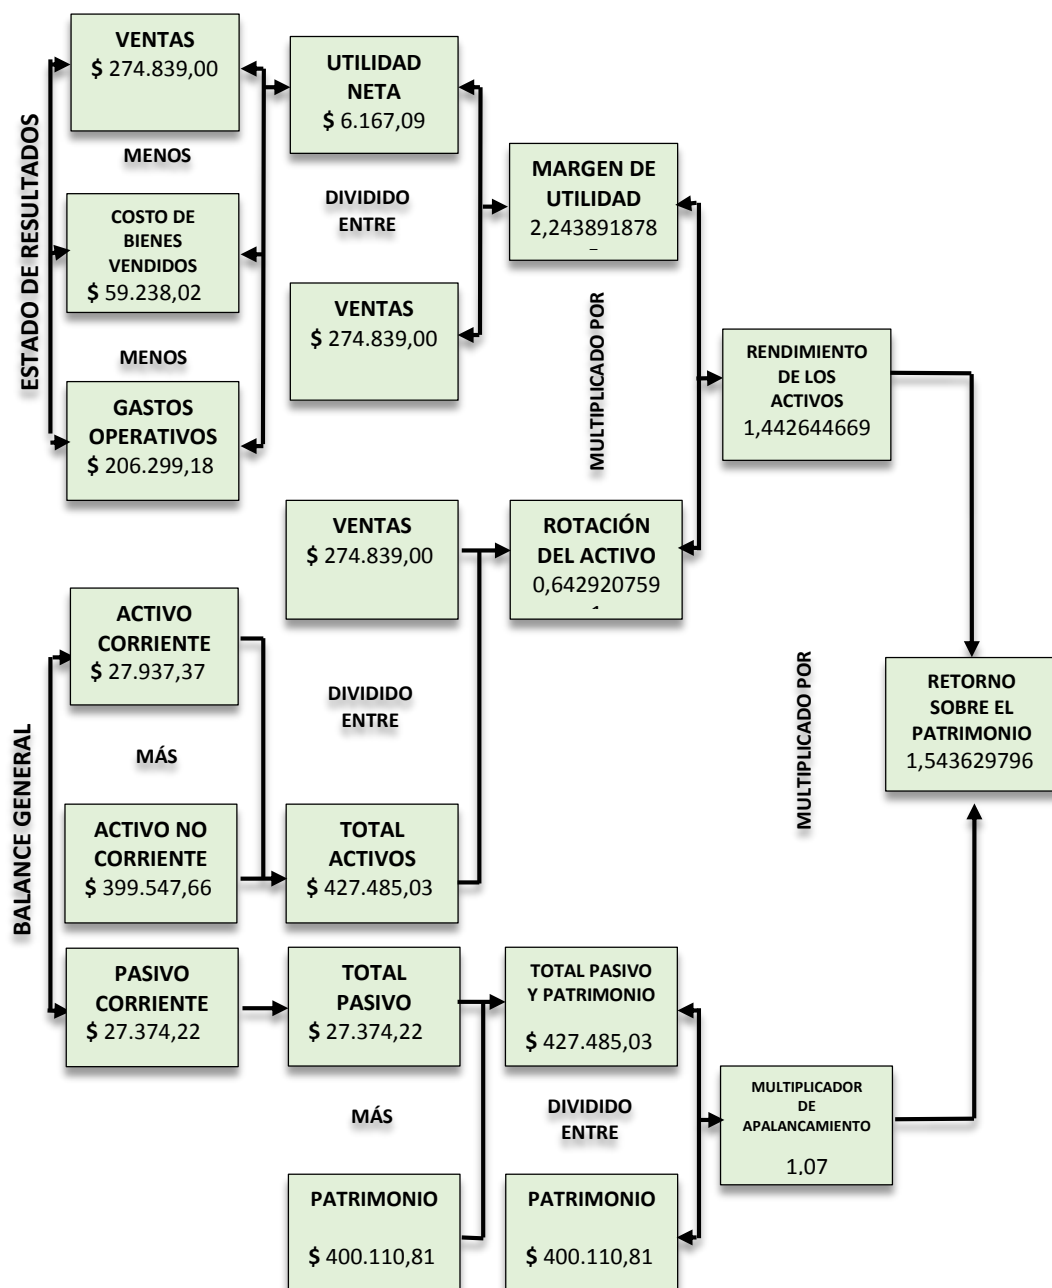 ESTADO DE RESULTADOS
VENTAS
$ 274.839,00
MENOS
COSTO DE
BIENES
VENDIDOS
$ 59.238,02
MENOS
GASTOS
OPERATIVOS
$ 206.299,18
UTILIDAD
NETA
$ 6.167,09
DIVIDIDO
ENTRE
VENTAS
$ 274.839,00
MARGEN DE
UTILIDAD
2,243891878
MULTIPLICADO POR
VENTAS
$ 274.839,00
ROTACIÓN
DEL ACTIVO
0,642920759
RENDIMIENTO
DE LOS
ACTIVOS
1,442644669
BALANCE GENERAL
ACTIVO
CORRIENTE
$ 27.937,37
MÁS
ACTIVO NO
CORRIENTE
$ 399.547,66
DIVIDIDO
ENTRE
TOTAL
ACTIVOS
$ 427.485,03
MULTIPLICADO POR
RETORNO
SOBRE EL
PATRIMONIO
1,543629796
PASIVO
CORRIENTE
$ 27.374,22
TOTAL
PASIVO
$ 27.374,22
MÁS
PATRIMONIO
$ 400.110,81
TOTAL PASIVO
Y PATRIMONIO
$ 427.485,03
DIVIDIDO
ENTRE
PATRIMONIO
$ 400.110,81
MULTIPLICADOR
DE
APALANCAMIENTO
1,07